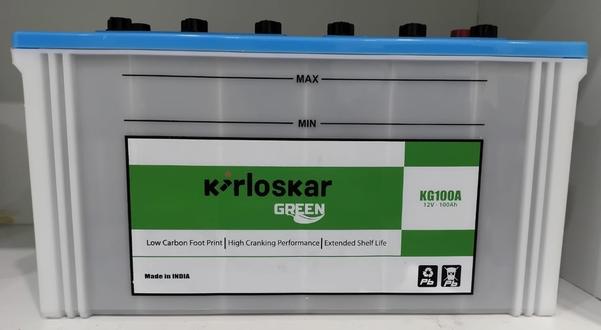 MAX
MIN
Kirloskar
GREEN
KG100A
12V - 100Ah
Low Carbon Foot Print | High Cranking Performance | Extended Shelf Life
Made in INDIA
Pb Pb